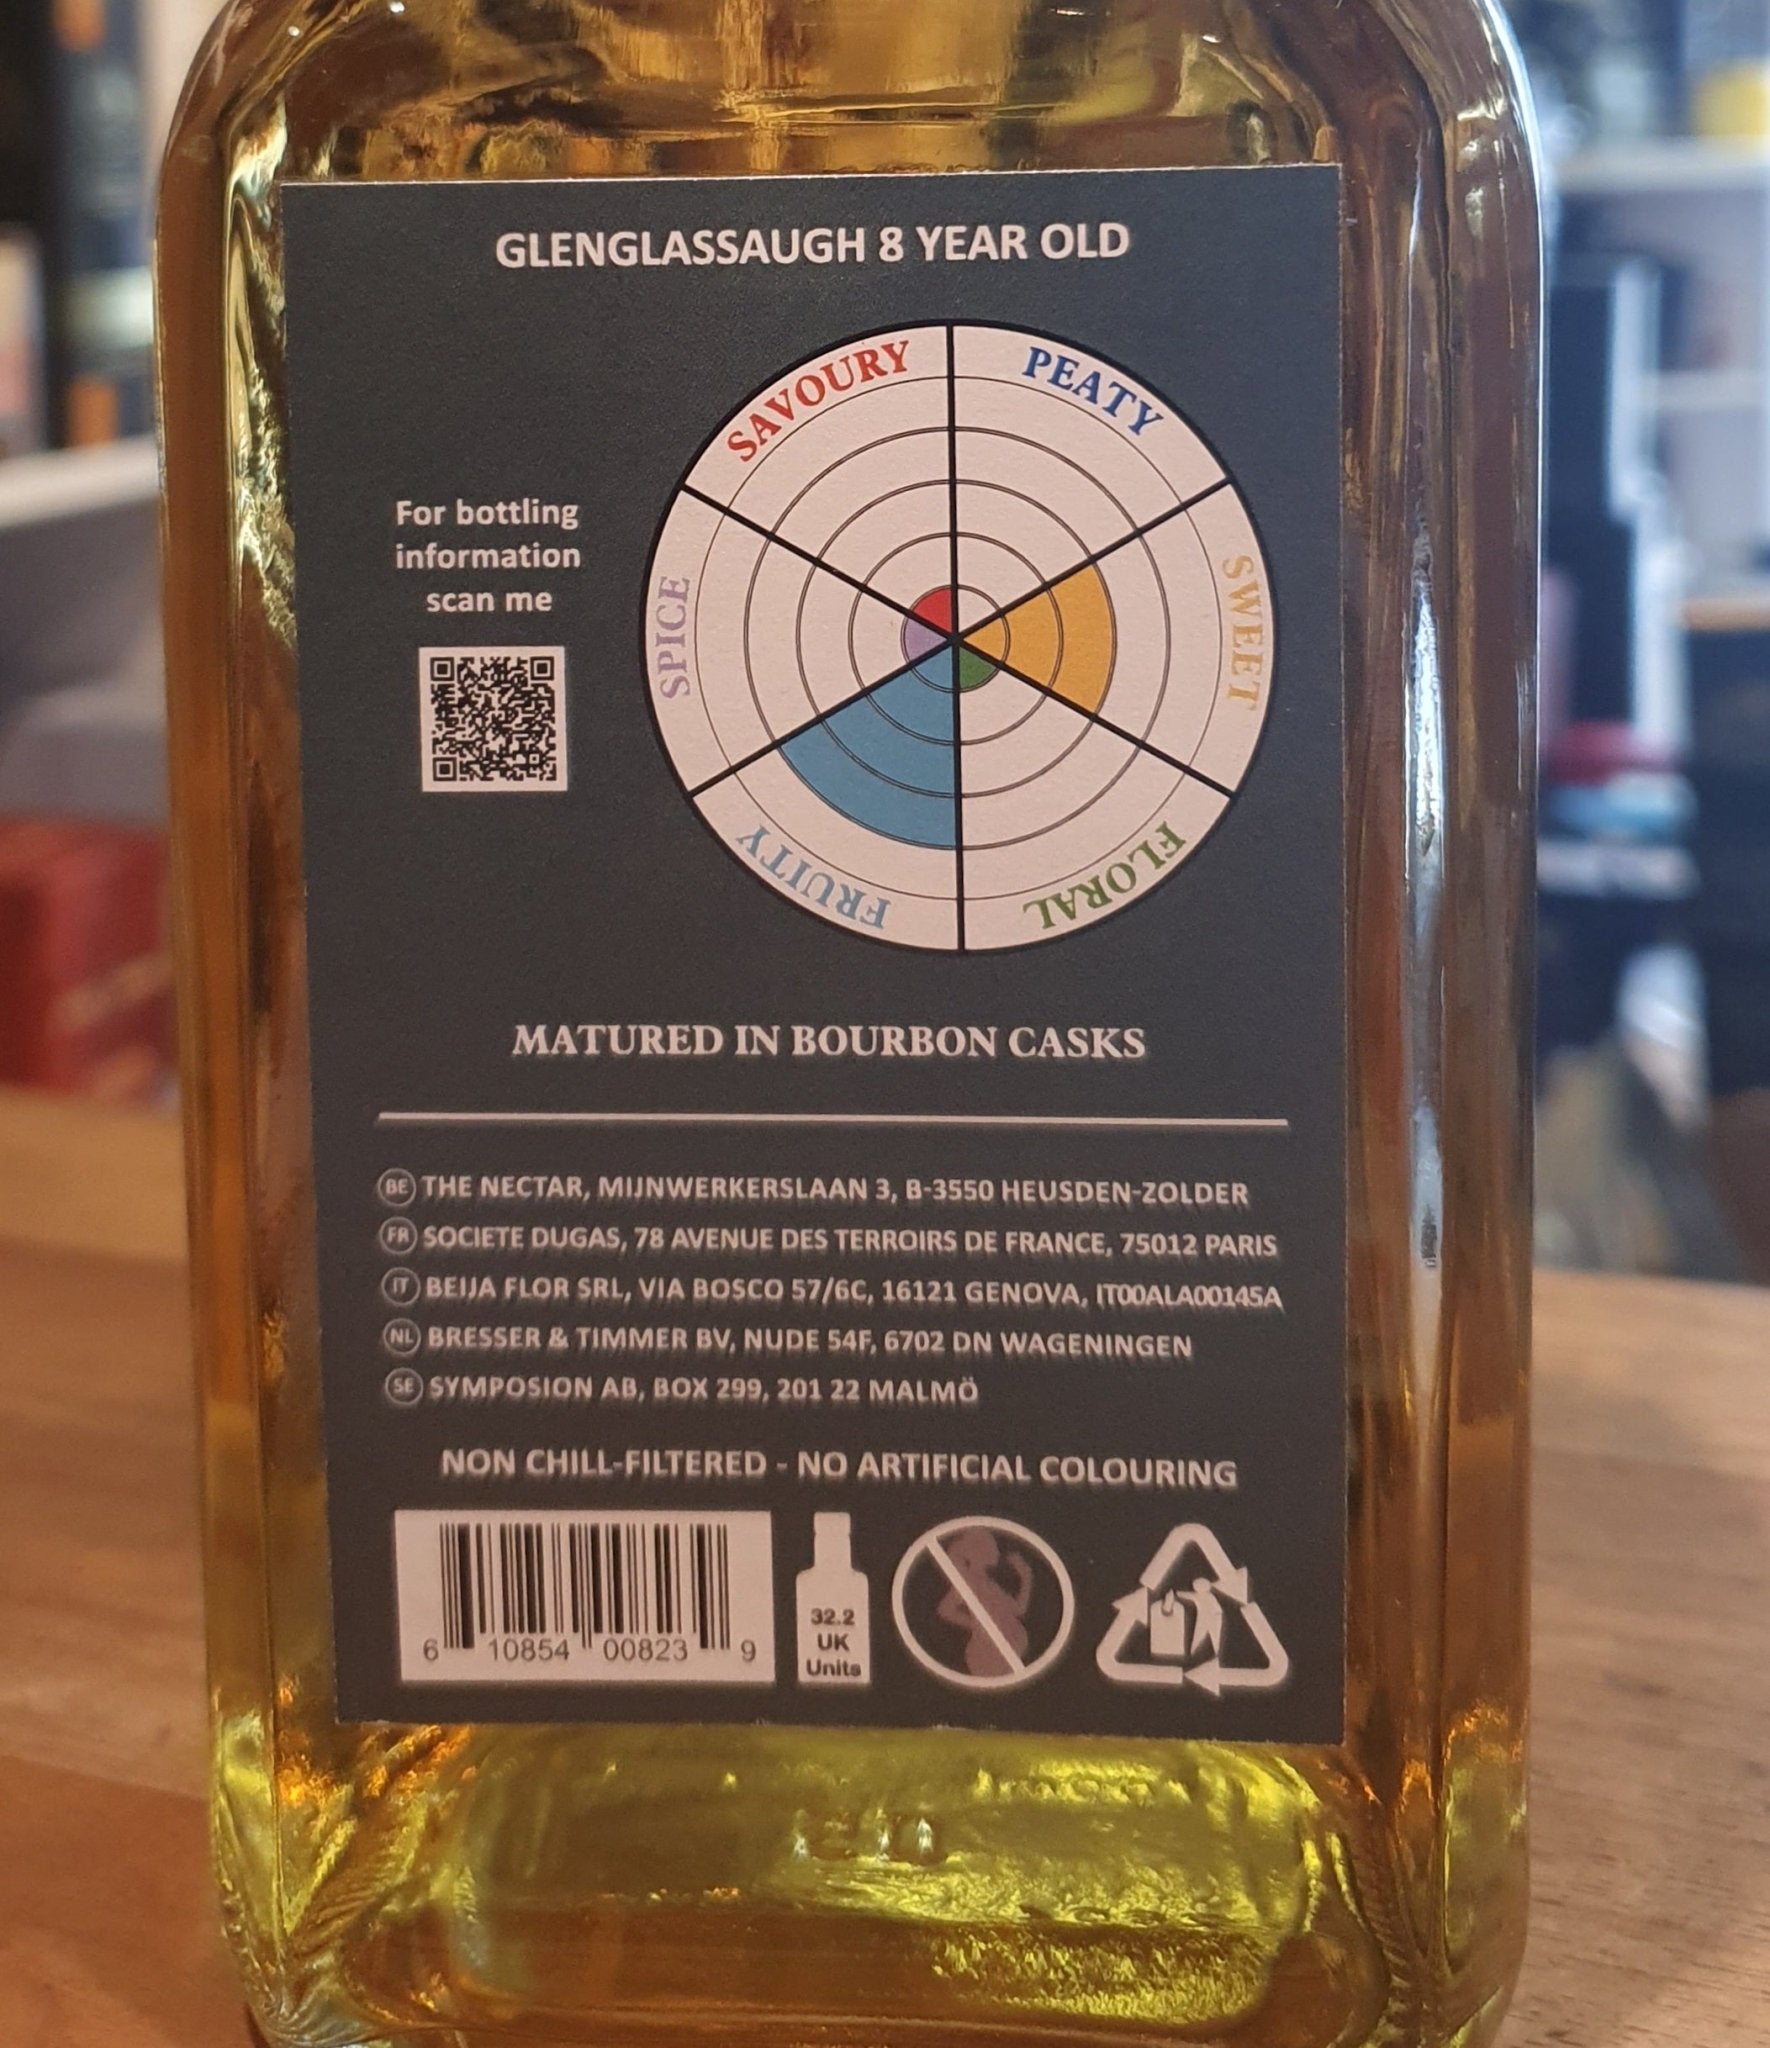 GLENGLASSAUGH 8 YEAR OLD
SAVOURY
PEATY
SWEET
FLORAL
FRUITY
SPICE
For bottling
information
scan me
MATURED IN BOURBON CASKS
BE THE NECTAR, MIJNWERKERSLAAN 3, B-3550 HEUSDEN-ZOLDER
FR SOCIETE DUGAS, 78 AVENUE DES TERROIRS DE FRANCE, 75012 PARIS
IT BEIJA FLOR SRL, VIA BOSCO 57/6C, 16121 GENOVA, IT00ALA00145A
NL BRESSER & TIMMER BV, NUDE 54F, 6702 DN WAGENINGEN
SE SYMPOSION AB, BOX 299, 201 22 MALMÖ
NON CHILL-FILTERED - NO ARTIFICIAL COLOURING
6 10854 00823 9
32.2
UK
Units